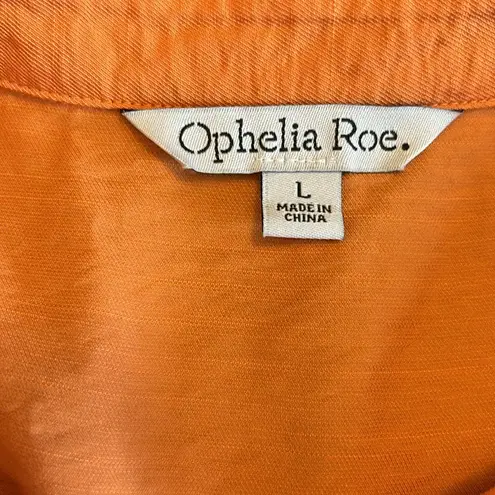 Ophelia Roe.
L
MADE IN
CHINA